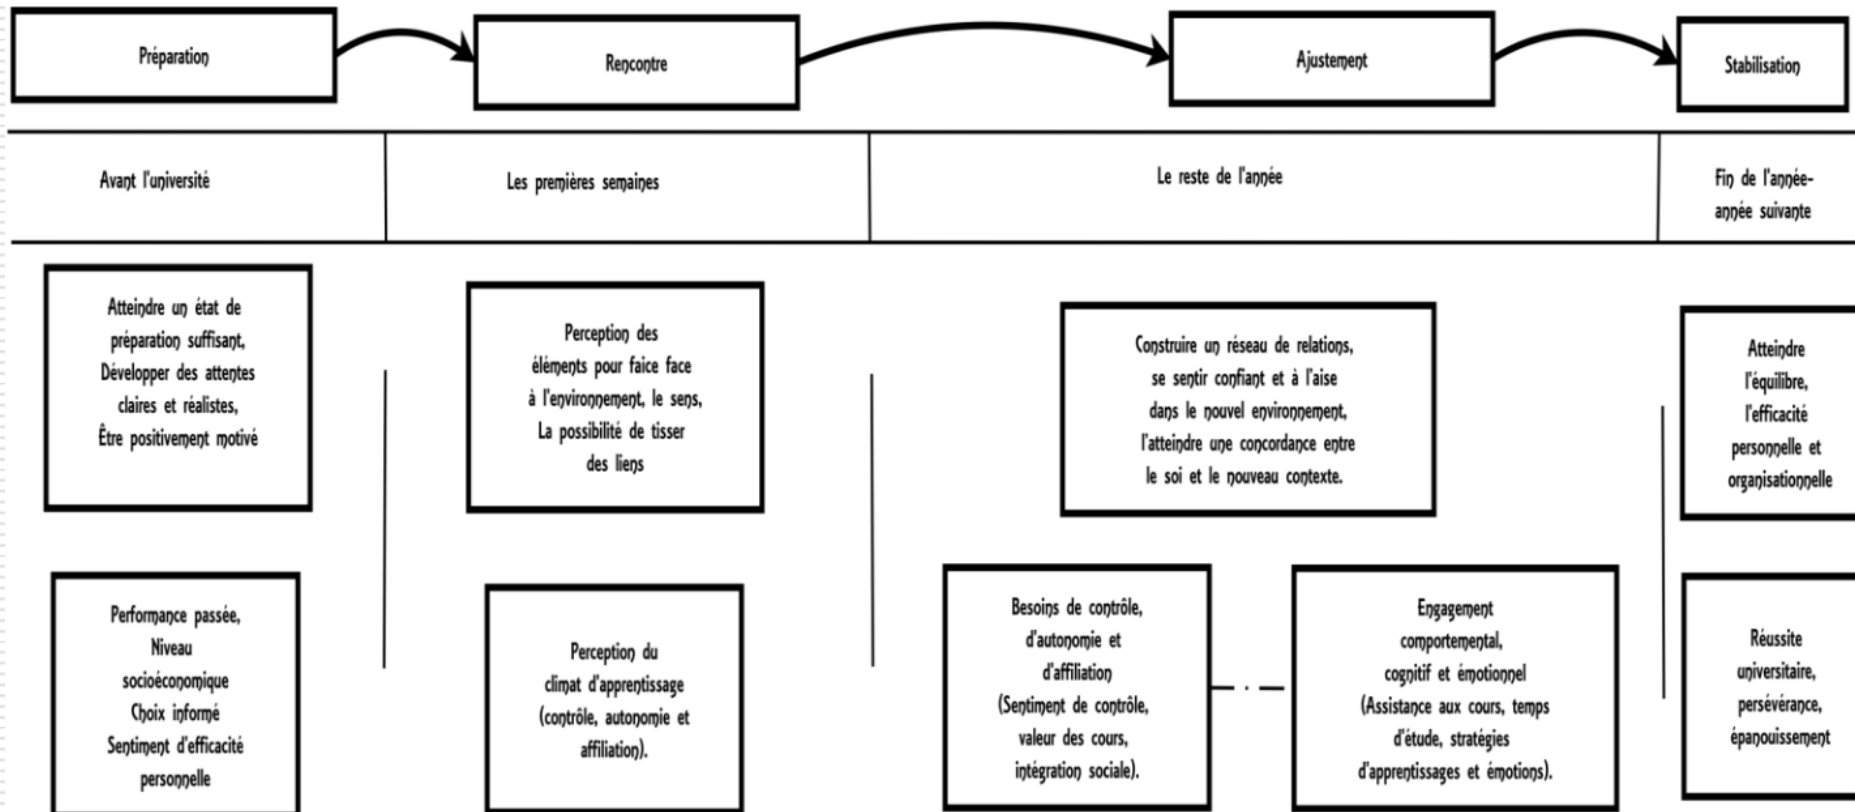 Préparation
Rencontre
Ajustement
Stabilisation
Avant l'université
Les premières semaines
Le reste de l'année
Fin de l'année-
année suivante
Atteindre un état de
préparation suffisant,
Développer des attentes
claires et réalistes,
Être positivement motivé
Perception des
éléments pour faice face
à l'environnement, le sens,
La possibilité de tisser
des liens
Construire un réseau de relations,
se sentir confiant et à l'aise
dans le nouvel environnement,
l'atteindre une concordance entre
le soi et le nouveau contexte.
Atteindre
l'équilibre,
l'efficacité
personnelle et
organisationnelle
Performance passée,
Niveau
socioéconomique
Choix informé
Sentiment d'efficacité
personnelle
Perception du
climat d'apprentissage
(contrôle, autonomie et
affiliation).
Besoins de contrôle,
d'autonomie et
d'affiliation
(Sentiment de contrôle,
valeur des cours,
intégration sociale).
Engagement
comportemental,
cognitif et émotionnel
(Assistance aux cours, temps
d'étude, stratégies
d'apprentissages et émotions).
Réussite
universitaire,
persévérance,
épanouissement